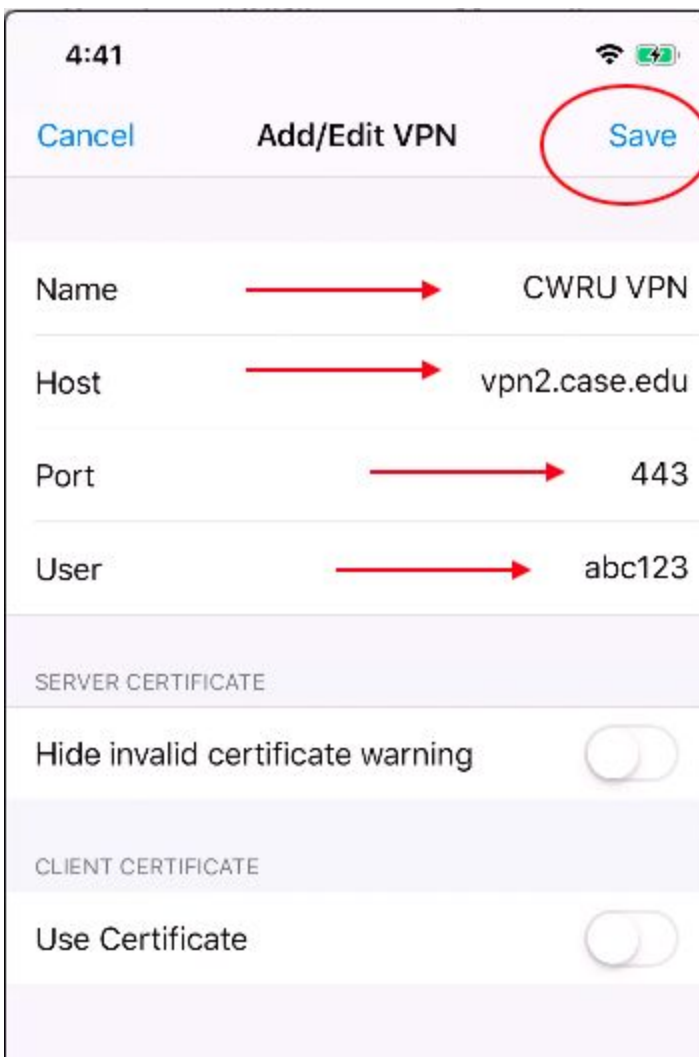 4:41
Cancel Add/Edit VPN Save
Name CWRU VPN
Host vpn2.case.edu
Port 443
User abc123
SERVER CERTIFICATE
Hide invalid certificate warning
CLIENT CERTIFICATE
Use Certificate